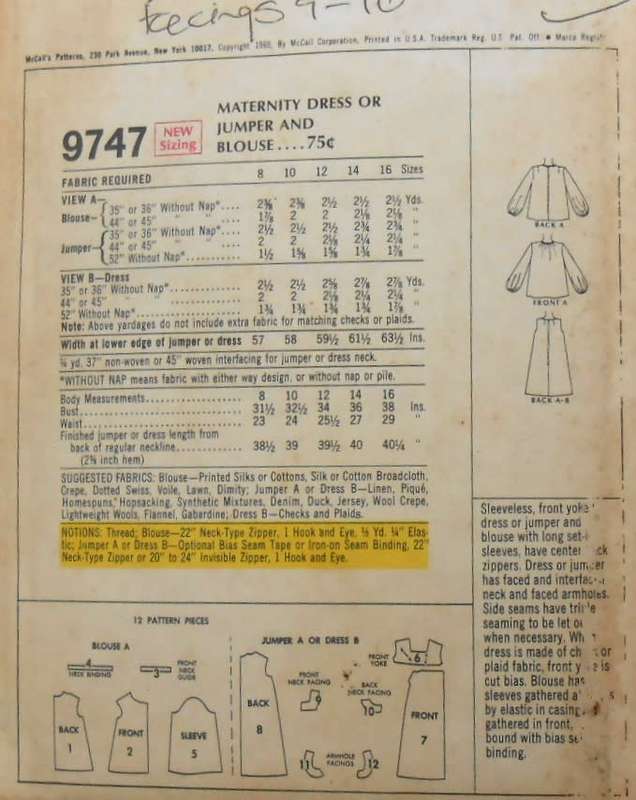 Facings 9-10
McCall's Patterns, 230 Park Avenue, New York 10017, Copyright By McCall Corporation, Printed in U.S.A. Trademark Reg. U.S. Pat. Off. • Marca
9747
NEW
Sizing
MATERNITY DRESS OR
JUMPER AND
BLOUSE....75¢
FABRIC REQUIRED 8 10 12 14 16 Sizes
VIEW A—
Blouse— { 35" or 36" Without Nap*.... 2⅜ 2⅜ 2½ 2½ 2½ Yds.
44" or 45" " " .... 1⅞ 2 2 2⅛ 2⅛ "
Jumper— { 35" or 36" Without Nap*.... 2½ 2½ 2½ 2¾ 2¾ "
44" or 45" " " .... 2 2 2⅛ 2¼ 2¼ "
52" Without Nap*........... 1½ 1⅝ 1⅝ 1¾ 1⅞ "
VIEW B—Dress
35" or 36" Without Nap*.......... 2½ 2½ 2⅝ 2⅞ 2⅞ Yds.
44" or 45" " " .......... 2 2 2⅛ 2¼ 2¼ "
52" Without Nap*................. 1¾ 1¾ 1¾ 1¾ 1⅞ "
Note: Above yardages do not include extra fabric for matching checks or plaids.
Width at lower edge of jumper or dress 57 58 59½ 61½ 63½ Ins.
yd. 37" non-woven or 45" woven interfacing for jumper or dress neck.
*WITHOUT NAP means fabric with either way design, or without nap or pile.
Body Measurements 8 10 12 14 16
Bust 31½ 32½ 34 36 38 Ins.
Waist 23 24 25½ 27 29 "
Finished jumper or dress length from
back of regular neckline 38½ 39 39½ 40 40¼ "
(2⅝ inch hem)
SUGGESTED FABRICS: Blouse—Printed Silks or Cottons, Silk or Cotton Broadcloth,
Crepe, Dotted Swiss, Voile, Lawn, Dimity; Jumper A or Dress B—Linen, Piqué,
Homespuns, Hopsacking, Synthetic Mixtures, Denim, Duck, Jersey, Wool Crepe,
Lightweight Wools, Flannel, Gabardine; Dress B—Checks and Plaids.
NOTIONS: Thread; Blouse—22" Neck-Type Zipper, 1 Hook and Eye, Yd. ¼" Elas-
tic; Jumper A or Dress B—Optional Bias Seam Tape or Iron-on Seam Binding, 22"
Neck-Type Zipper or 20" to 24" Invisible Zipper, 1 Hook and Eye.
BACK A
FRONT A
BACK A-B
Sleeveless, front yoke
dress or jumper and
blouse with long set-
sleeves, have center
zippers. Dress or jumper
has faced and
neck and faced armholes.
Side seams have triple
seaming to be let
when necessary.
dress is made of or
plaid fabric, front is
cut bias. Blouse has
sleeves gathered
by elastic in casing,
gathered in front,
bound with bias
binding.
12 PATTERN PIECES
BLOUSE A
4
NECK BINDING
3
FRONT
NECK
GUIDE
BACK
1
FRONT
2
SLEEVE
5
JUMPER A OR DRESS B
BACK
8
FRONT
NECK FACING
9
BACK
NECK
FACING
10
FRONT
YOKE
6
FRONT
7
11
ARMHOLE
FACINGS
12